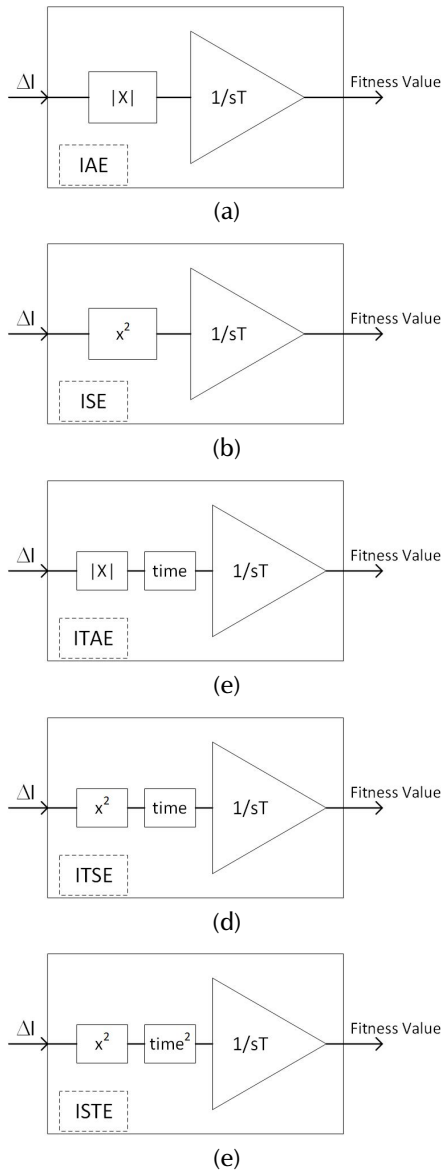 ΔI |X| 1/sT Fitness Value
IAE
(a)
ΔI x² 1/sT Fitness Value
ISE
(b)
ΔI |X| time 1/sT Fitness Value
ITAE
(e)
ΔI x² time 1/sT Fitness Value
ITSE
(d)
ΔI x² time² 1/sT Fitness Value
ISTE
(e)